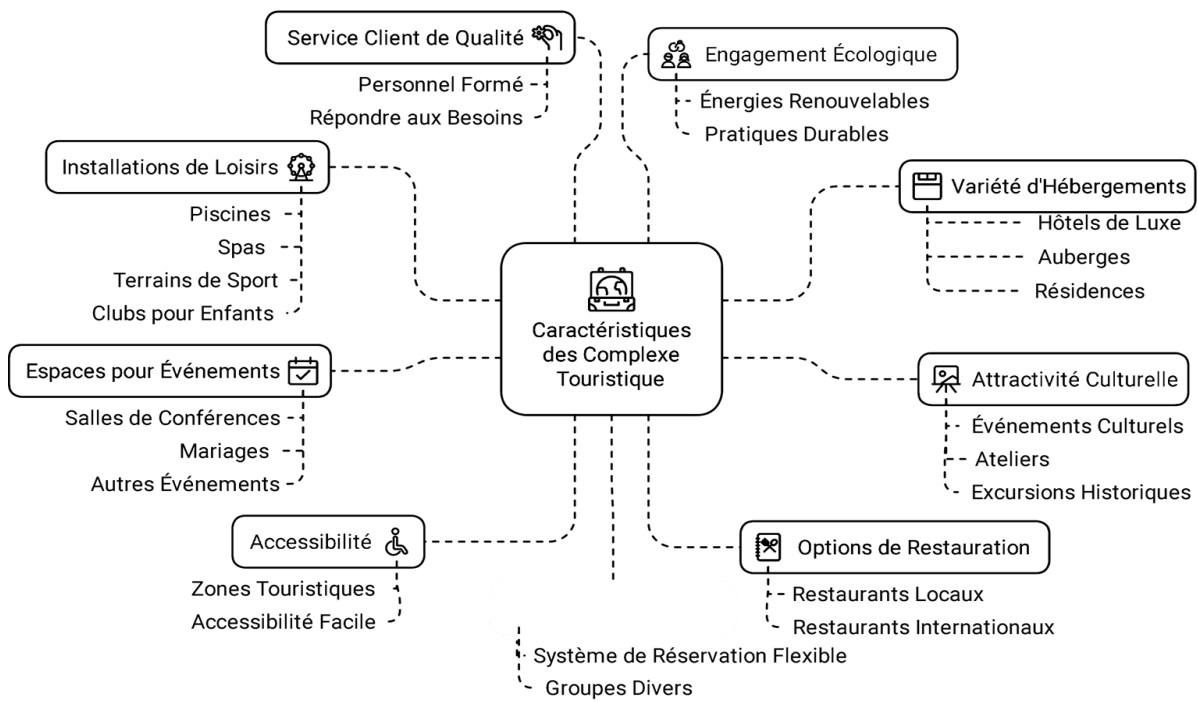 Service Client de Qualité
Personnel Formé
Répondre aux Besoins
Engagement Écologique
Énergies Renouvelables
Pratiques Durables
Installations de Loisirs
Piscines
Spas
Terrains de Sport
Clubs pour Enfants
Variété d'Hébergements
Hôtels de Luxe
Auberges
Résidences
Caractéristiques
des Complexe
Touristique
Espaces pour Événements
Salles de Conférences
Mariages
Autres Événements
Attractivité Culturelle
Événements Culturels
Ateliers
Excursions Historiques
Accessibilité
Zones Touristiques
Accessibilité Facile
Options de Restauration
Restaurants Locaux
Restaurants Internationaux
Système de Réservation Flexible
Groupes Divers